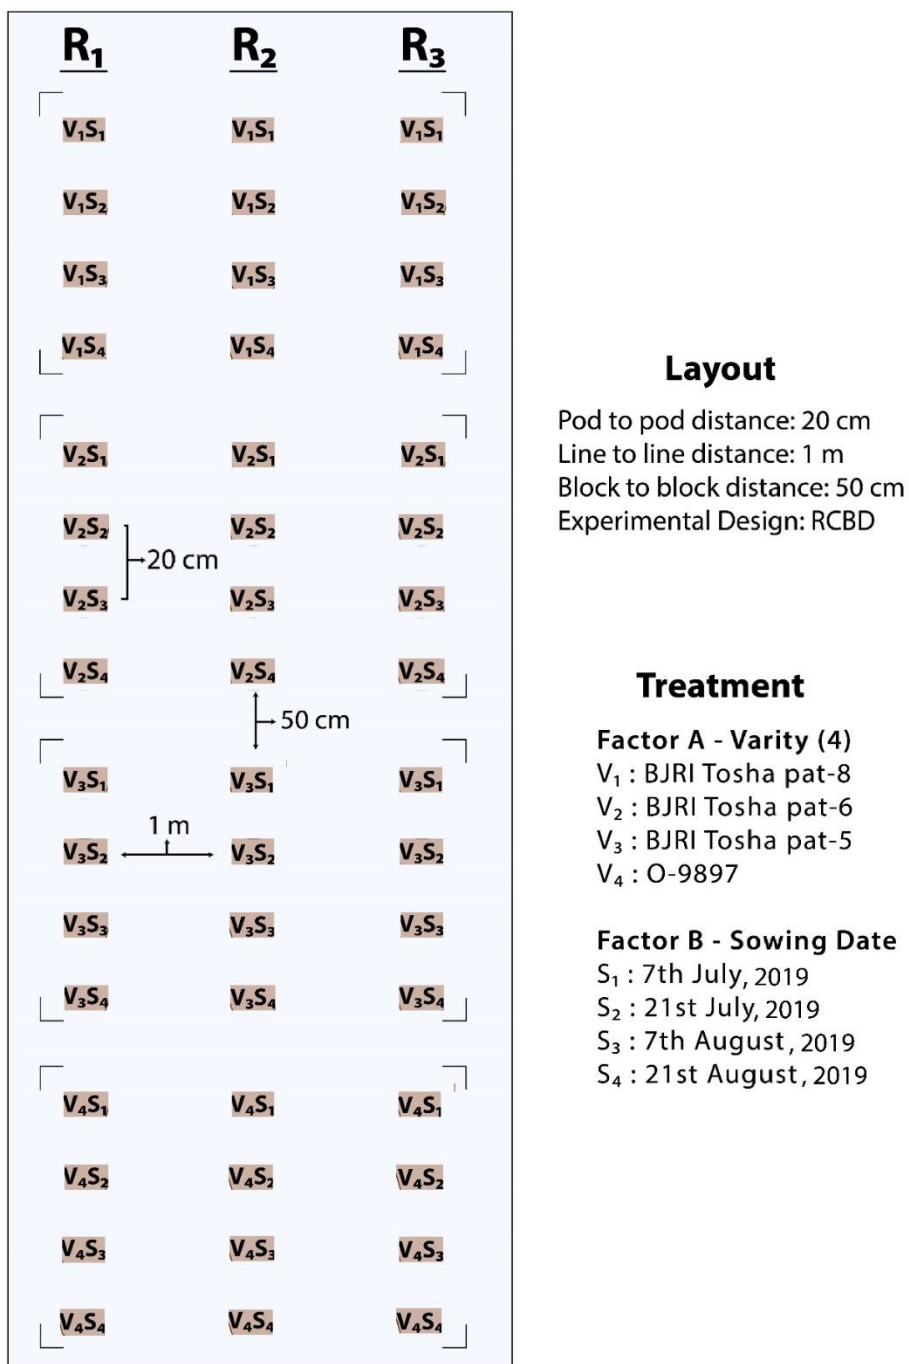 R₁ R₂ R₃
V₁S₁ V₁S₁ V₁S₁
V₁S₂ V₁S₂ V₁S₂
V₁S₃ V₁S₃ V₁S₃
V₁S₄ V₁S₄ V₁S₄
V₂S₁ V₂S₁ V₂S₁
V₂S₂ V₂S₂ V₂S₂
20 cm
V₂S₃ V₂S₃ V₂S₃
V₂S₄ V₂S₄ V₂S₄
50 cm
V₃S₁ V₃S₁ V₃S₁
1 m
V₃S₂ V₃S₂ V₃S₂
V₃S₃ V₃S₃ V₃S₃
V₃S₄ V₃S₄ V₃S₄
V₄S₁ V₄S₁ V₄S₁
V₄S₂ V₄S₂ V₄S₂
V₄S₃ V₄S₃ V₄S₃
V₄S₄ V₄S₄ V₄S₄
Layout
Pod to pod distance: 20 cm
Line to line distance: 1 m
Block to block distance: 50 cm
Experimental Design: RCBD
Treatment
Factor A - Varity (4)
V₁ : BJRI Tosha pat-8
V₂ : BJRI Tosha pat-6
V₃ : BJRI Tosha pat-5
V₄ : O-9897
Factor B - Sowing Date
S₁ : 7th July, 2019
S₂ : 21st July, 2019
S₃ : 7th August, 2019
S₄ : 21st August, 2019